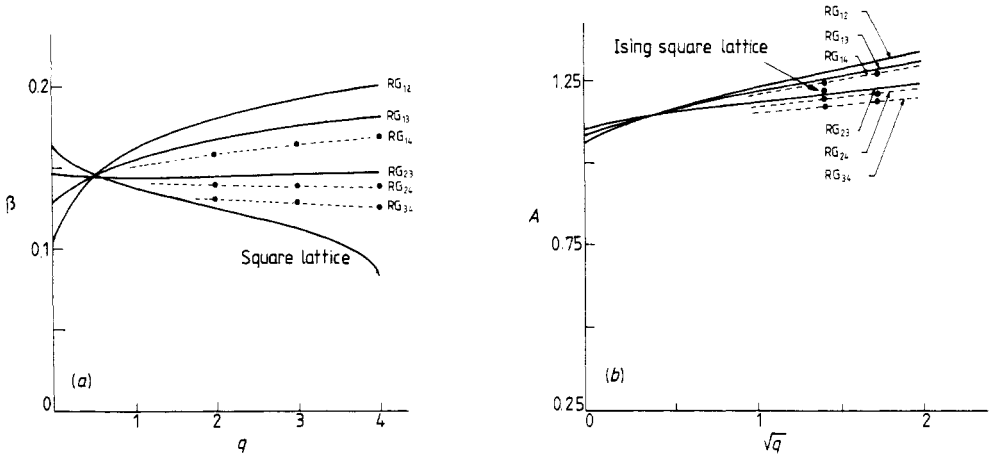 0.2
β
0.1
0
RG₁₂
RG₁₃
RG₁₄
RG₂₃
RG₂₄
RG₃₄
Square lattice
(a)
1
2
3
4
q
RG₁₂
RG₁₃
RG₁₄
Ising square lattice
1.25
RG₂₃
RG₂₄
RG₃₄
A
0.75
(b)
0.25
0
1
2
√q